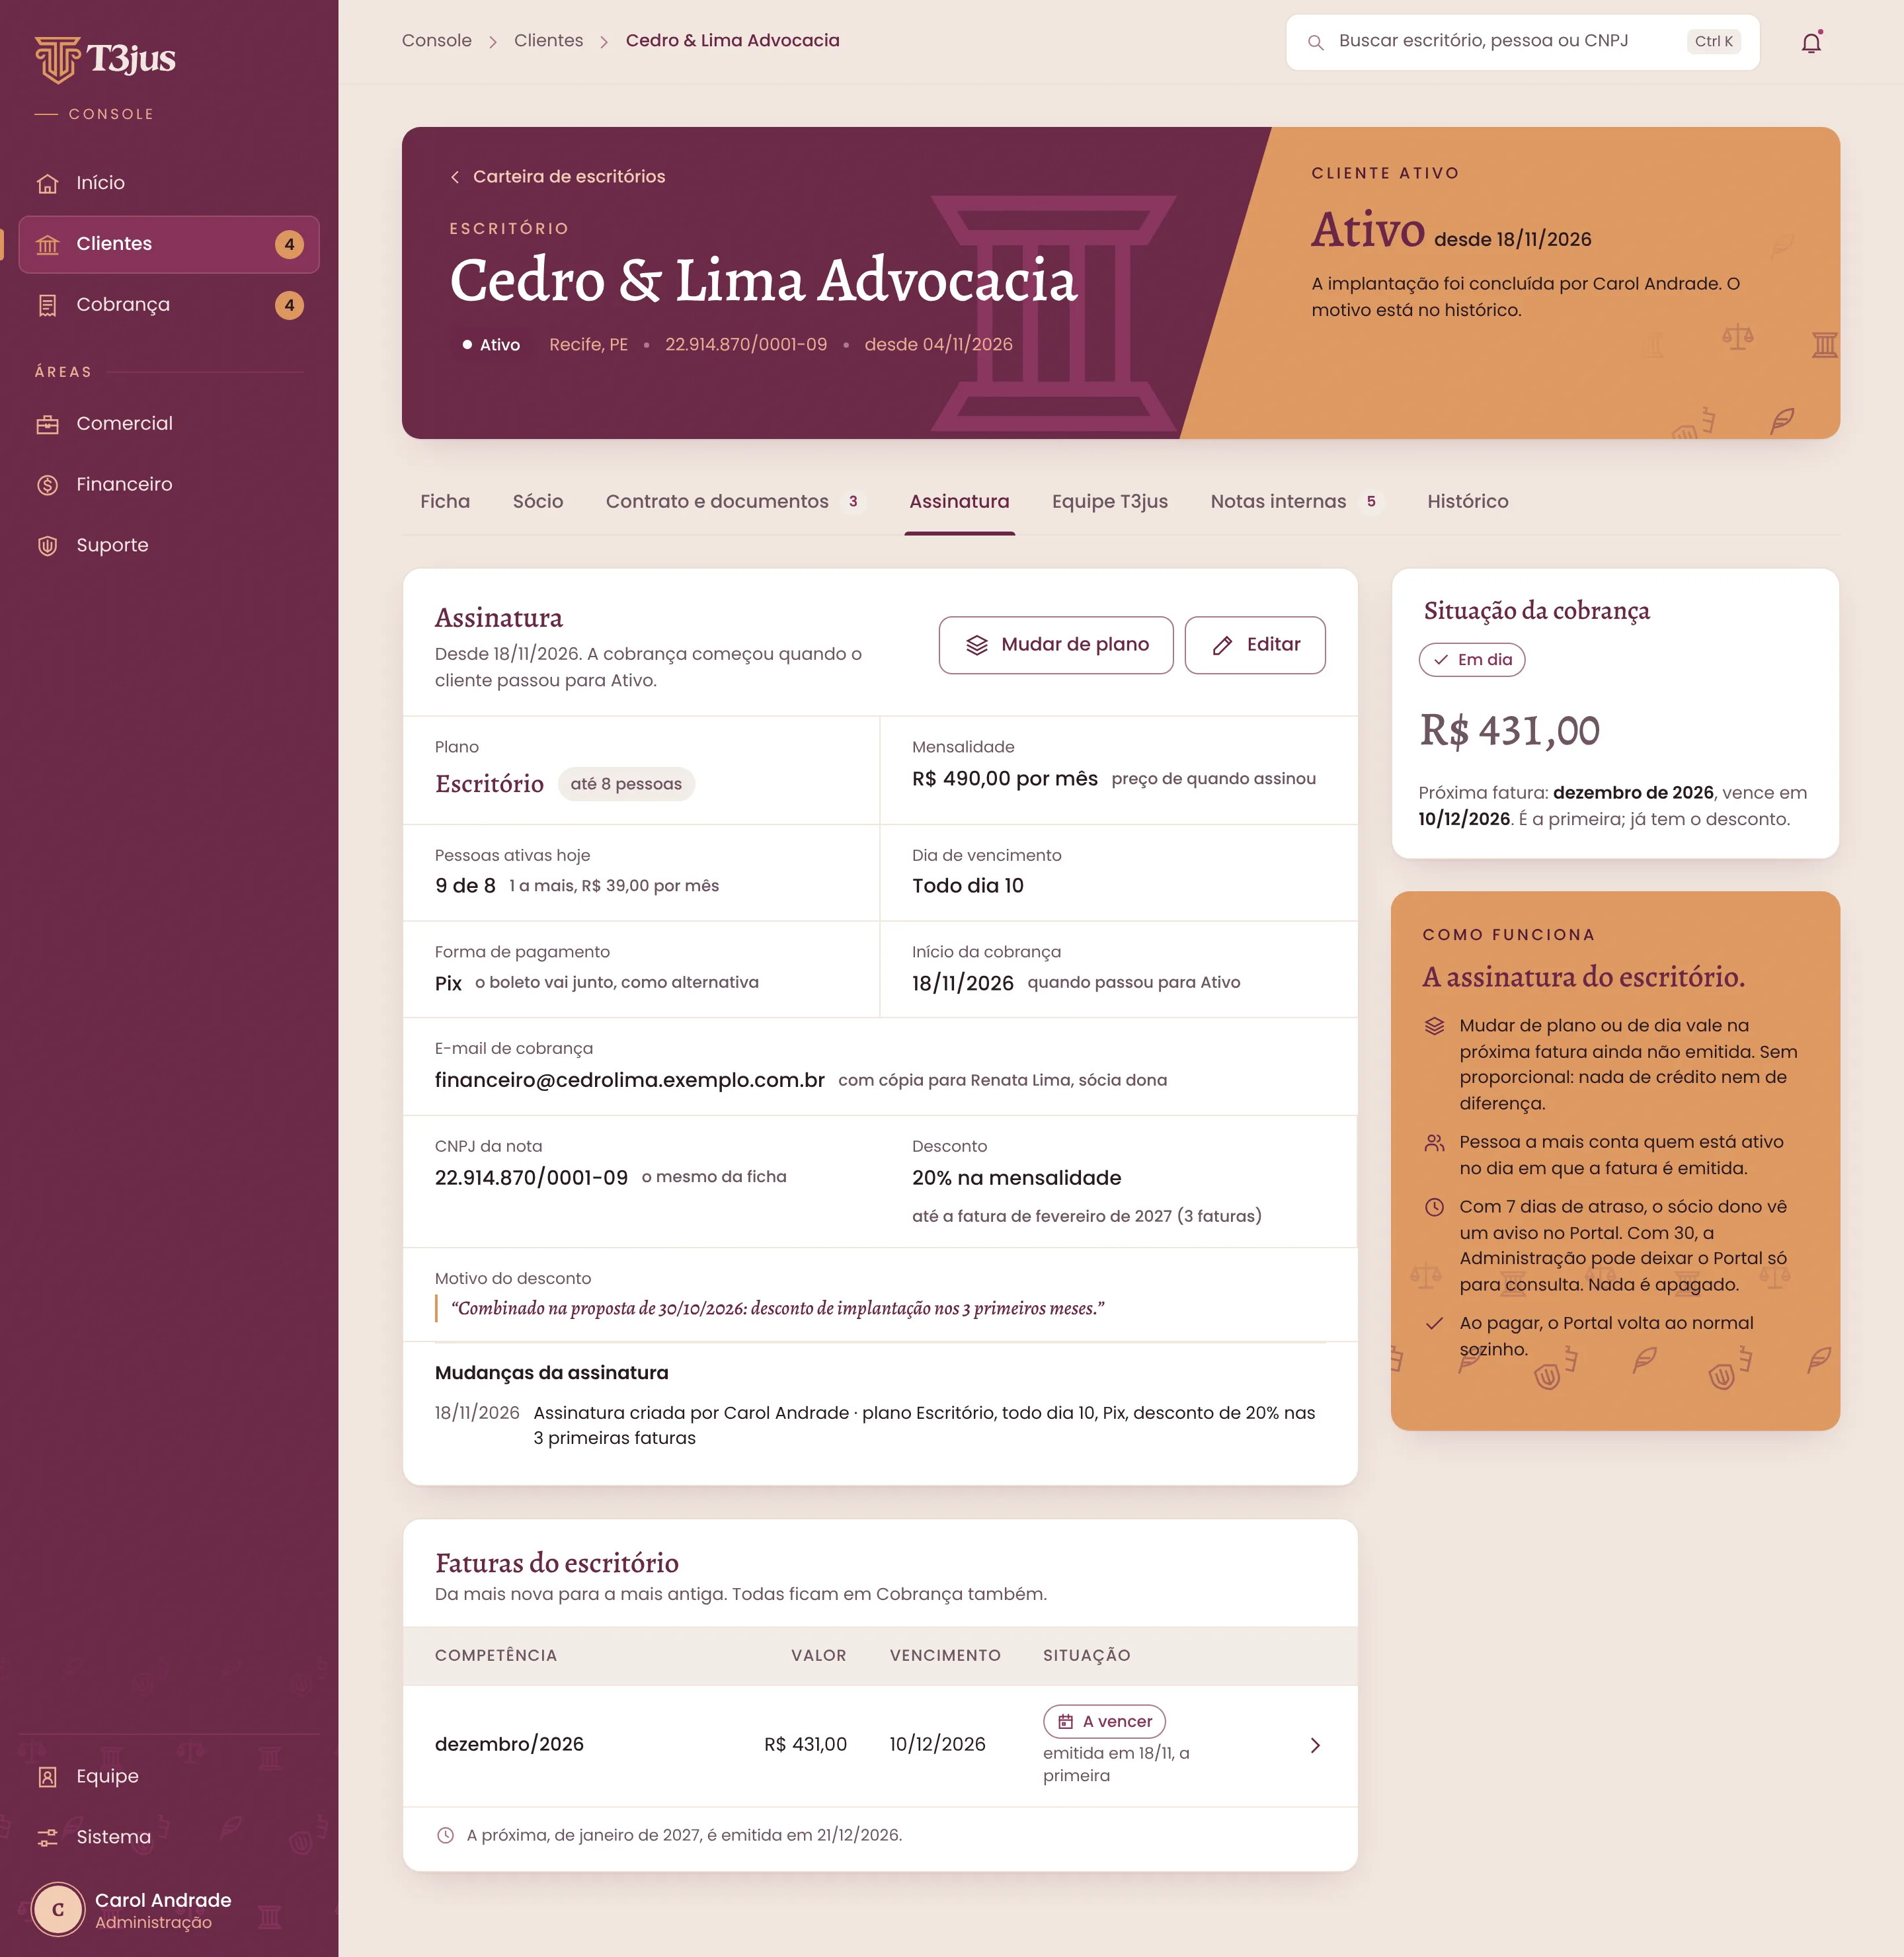 T3jus
CONSOLE
Início
Clientes 4
Cobrança 4
ÁREAS
Comercial
Financeiro
Suporte
Equipe
Sistema
C
Carol Andrade
Administração
Console > Clientes > Cedro & Lima Advocacia
Buscar escritório, pessoa ou CNPJ Ctrl K
Carteira de escritórios
ESCRITÓRIO
Cedro & Lima Advocacia
Ativo Recife, PE • 22.914.870/0001-09 • desde 04/11/2026
CLIENTE ATIVO
Ativo desde 18/11/2026
A implantação foi concluída por Carol Andrade. O
motivo está no histórico.
Ficha Sócio Contrato e documentos 3 Assinatura Equipe T3jus Notas internas 5 Histórico
Assinatura
Desde 18/11/2026. A cobrança começou quando o
cliente passou para Ativo.
Mudar de plano
Editar
Plano
Escritório até 8 pessoas
Mensalidade
R$ 490,00 por mês preço de quando assinou
Pessoas ativas hoje
9 de 8 1 a mais, R$ 39,00 por mês
Dia de vencimento
Todo dia 10
Forma de pagamento
Pix o boleto vai junto, como alternativa
Início da cobrança
18/11/2026 quando passou para Ativo
E-mail de cobrança
financeiro@cedrolima.exemplo.com.br com cópia para Renata Lima, sócia dona
CNPJ da nota
22.914.870/0001-09 o mesmo da ficha
Desconto
20% na mensalidade
até a fatura de fevereiro de 2027 (3 faturas)
Motivo do desconto
“Combinado na proposta de 30/10/2026: desconto de implantação nos 3 primeiros meses.”
Mudanças da assinatura
18/11/2026 Assinatura criada por Carol Andrade · plano Escritório, todo dia 10, Pix, desconto de 20% nas
3 primeiras faturas
Faturas do escritório
Da mais nova para a mais antiga. Todas ficam em Cobrança também.
COMPETÊNCIA VALOR VENCIMENTO SITUAÇÃO
dezembro/2026 R$ 431,00 10/12/2026 A vencer
emitida em 18/11, a
primeira
A próxima, de janeiro de 2027, é emitida em 21/12/2026.
Situação da cobrança
Em dia
R$ 431,00
Próxima fatura: dezembro de 2026, vence em
10/12/2026. É a primeira; já tem o desconto.
COMO FUNCIONA
A assinatura do escritório.
Mudar de plano ou de dia vale na
próxima fatura ainda não emitida. Sem
proporcional: nada de crédito nem de
diferença.
Pessoa a mais conta quem está ativo
no dia em que a fatura é emitida.
Com 7 dias de atraso, o sócio dono vê
um aviso no Portal. Com 30, a
Administração pode deixar o Portal só
para consulta. Nada é apagado.
Ao pagar, o Portal volta ao normal
sozinho.